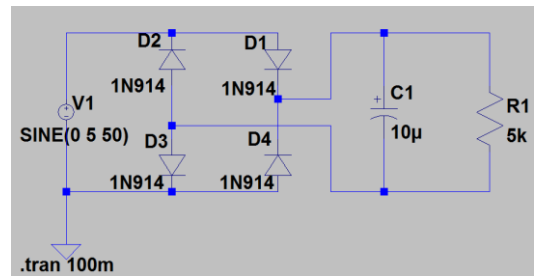 D2
D1
1N914
1N914
V1
SINE(0 5 50)
C1
10µ
R1
5k
D3
D4
1N914
1N914
.tran 100m